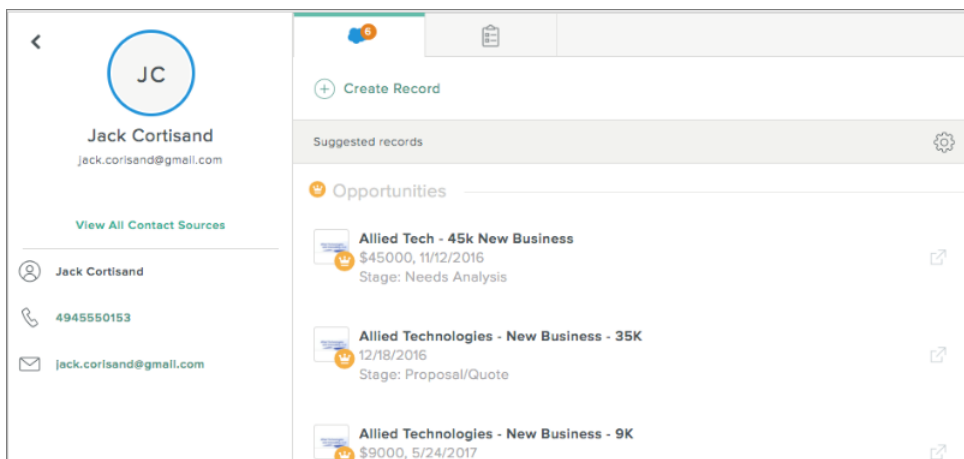 JC
Jack Cortisand
jack.corisand@gmail.com
View All Contact Sources
Jack Cortisand
4945550153
jack.corisand@gmail.com
6
Create Record
Suggested records
Opportunities
Allied Tech - 45k New Business
$45000, 11/12/2016
Stage: Needs Analysis
Allied Technologies - New Business - 35K
12/18/2016
Stage: Proposal/Quote
Allied Technologies - New Business - 9K
$9000, 5/24/2017